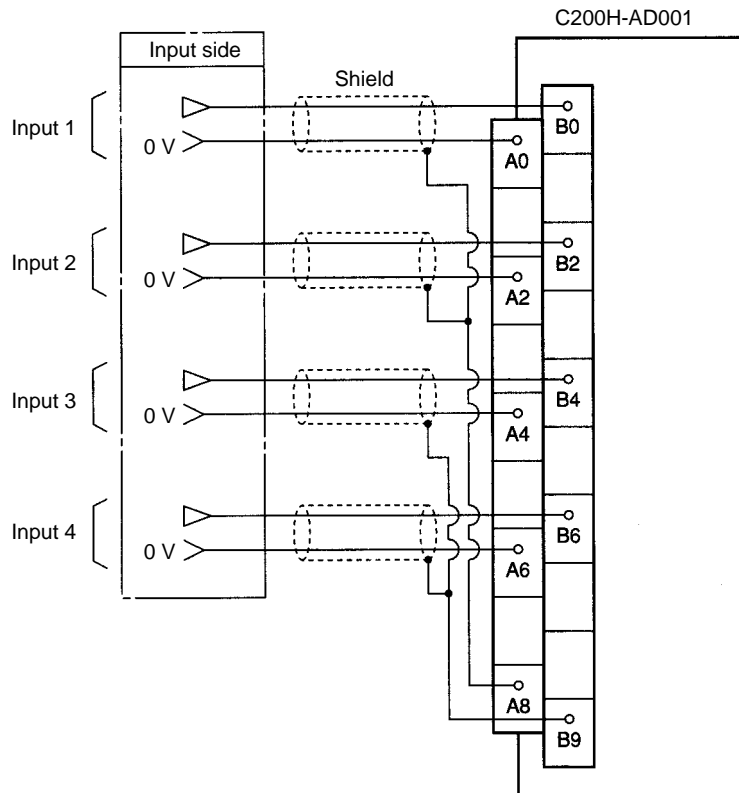 C200H-AD001
Input side
Shield
Input 1
B0
0 V
A0
Input 2
B2
0 V
A2
Input 3
B4
0 V
A4
Input 4
B6
0 V
A6
A8
B9